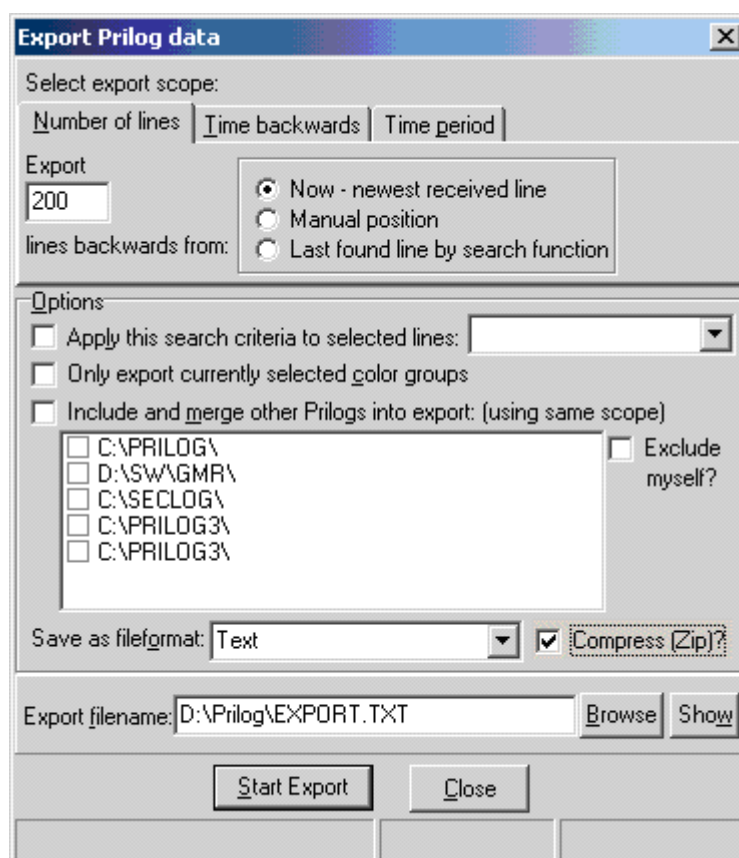 Export Prilog data
Select export scope:
Number of lines
Time backwards
Time period
Export
200
lines backwards from:
Now - newest received line
Manual position
Last found line by search function
Options
Apply this search criteria to selected lines:
Only export currently selected color groups
Include and merge other Prilogs into export: (using same scope)
C:\PRILOG\
D:\SW\GMR\
C:\SECLOG\
C:\PRILOG3\
C:\PRILOG3\
Exclude
myself?
Save as fileformat: Text
Compress (Zip)?
Export filename: D:\Prilog\EXPORT.TXT
Browse
Show
Start Export
Close